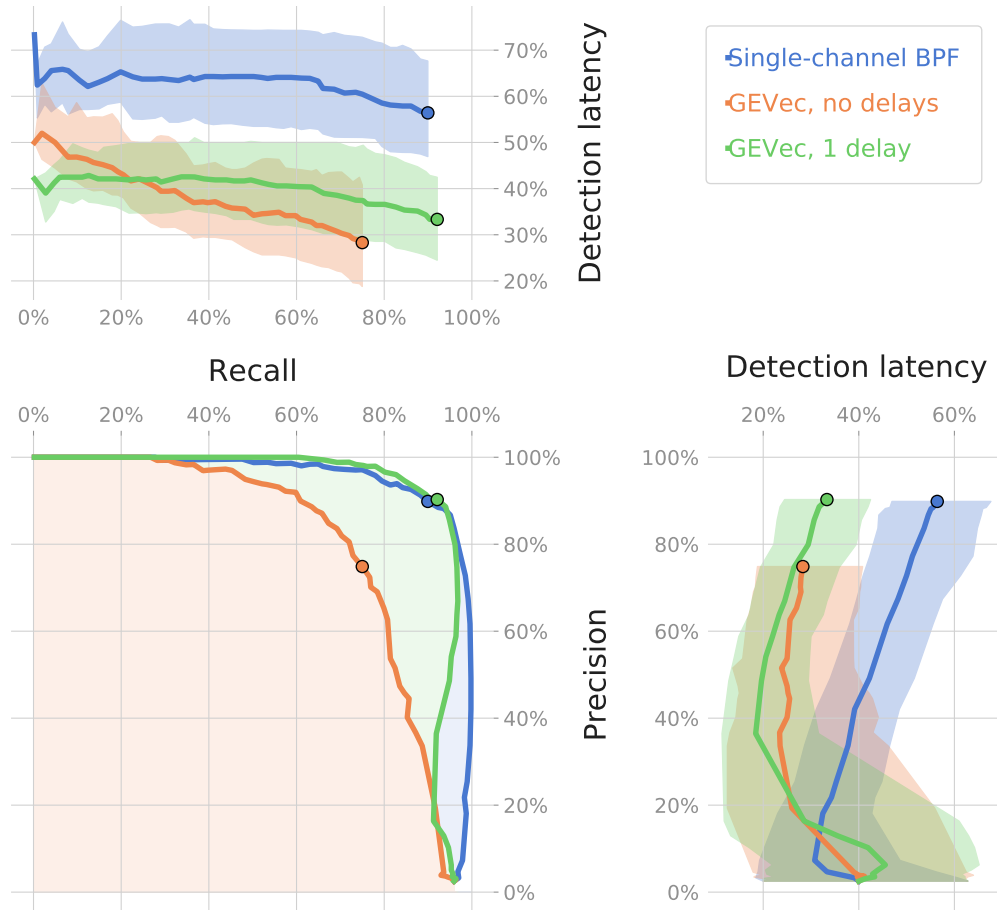 70%
60%
50%
40%
30%
20%
Detection latency
0% 20% 40% 60% 80% 100%
Recall
Single-channel BPF
GEVec, no delays
GEVec, 1 delay
0% 20% 40% 60% 80% 100%
100%
80%
60%
40%
20%
0%
Precision
Detection latency
20% 40% 60%
100%
80%
60%
40%
20%
0%